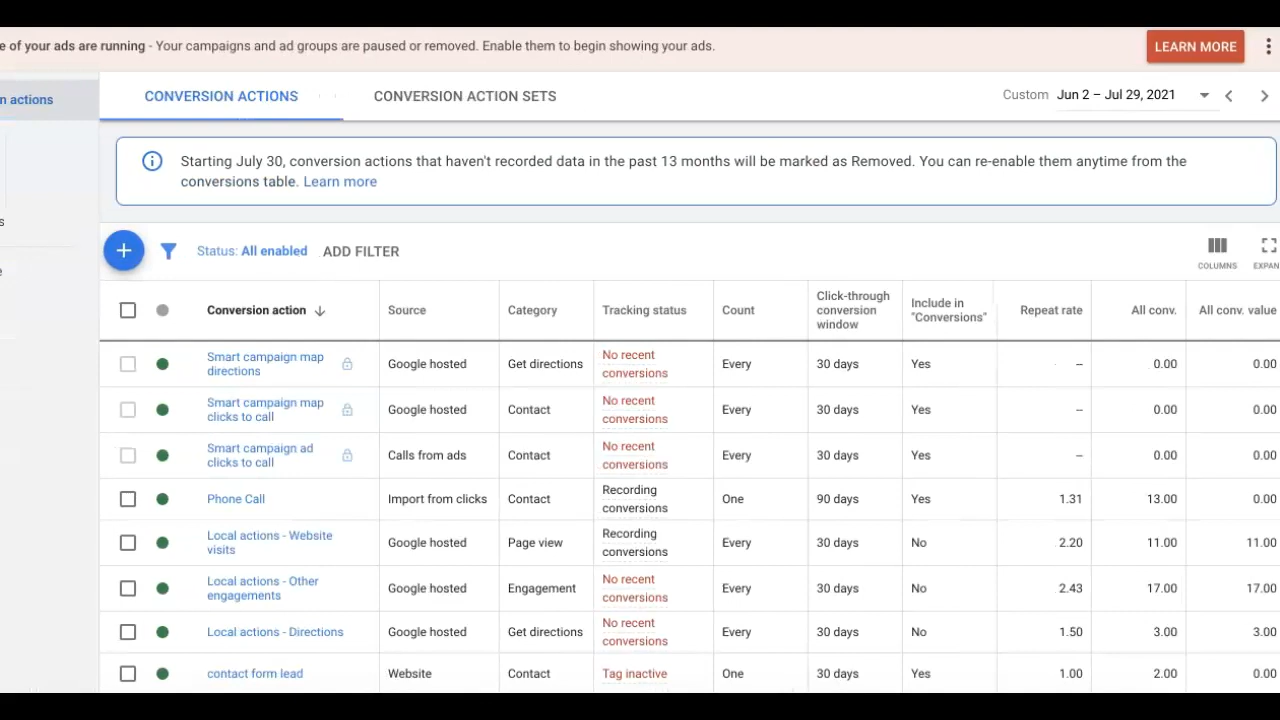 e of your ads are running - Your campaigns and ad groups are paused or removed. Enable them to begin showing your ads.
LEARN MORE
n actions
CONVERSION ACTIONS
CONVERSION ACTION SETS
Custom Jun 2 – Jul 29, 2021
Starting July 30, conversion actions that haven't recorded data in the past 13 months will be marked as Removed. You can re-enable them anytime from the
conversions table. Learn more
s
e
Status: All enabled
ADD FILTER
COLUMNS
EXPAN
Conversion action
Source
Category
Tracking status
Count
Click-through
conversion
window
Include in
"Conversions"
Repeat rate
All conv.
All conv. value
Smart campaign map
directions
Google hosted
Get directions
No recent
conversions
Every
30 days
Yes
–
0.00
0.00
Smart campaign map
clicks to call
Google hosted
Contact
No recent
conversions
Every
30 days
Yes
–
0.00
0.00
Smart campaign ad
clicks to call
Calls from ads
Contact
No recent
conversions
Every
30 days
Yes
–
0.00
0.00
Phone Call
Import from clicks
Contact
Recording
conversions
One
90 days
Yes
1.31
13.00
0.00
Local actions - Website
visits
Google hosted
Page view
Recording
conversions
Every
30 days
No
2.20
11.00
11.00
Local actions - Other
engagements
Google hosted
Engagement
No recent
conversions
Every
30 days
No
2.43
17.00
17.00
Local actions - Directions
Google hosted
Get directions
No recent
conversions
Every
30 days
No
1.50
3.00
3.00
contact form lead
Website
Contact
Tag inactive
One
30 days
Yes
1.00
2.00
0.00